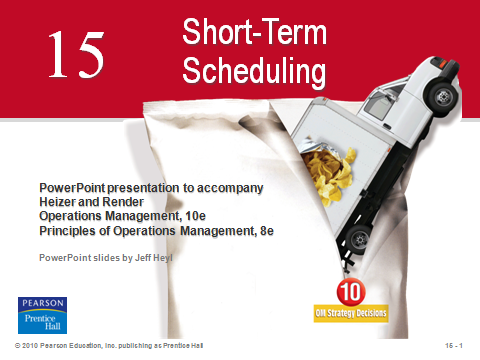 15
Short-Term
Scheduling
PowerPoint presentation to accompany
Heizer and Render
Operations Management, 10e
Principles of Operations Management, 8e
PowerPoint slides by Jeff Heyl
10
OM Strategy Decisions
PEARSON
Prentice
Hall
© 2010 Pearson Education, Inc. publishing as Prentice Hall
15 - 1